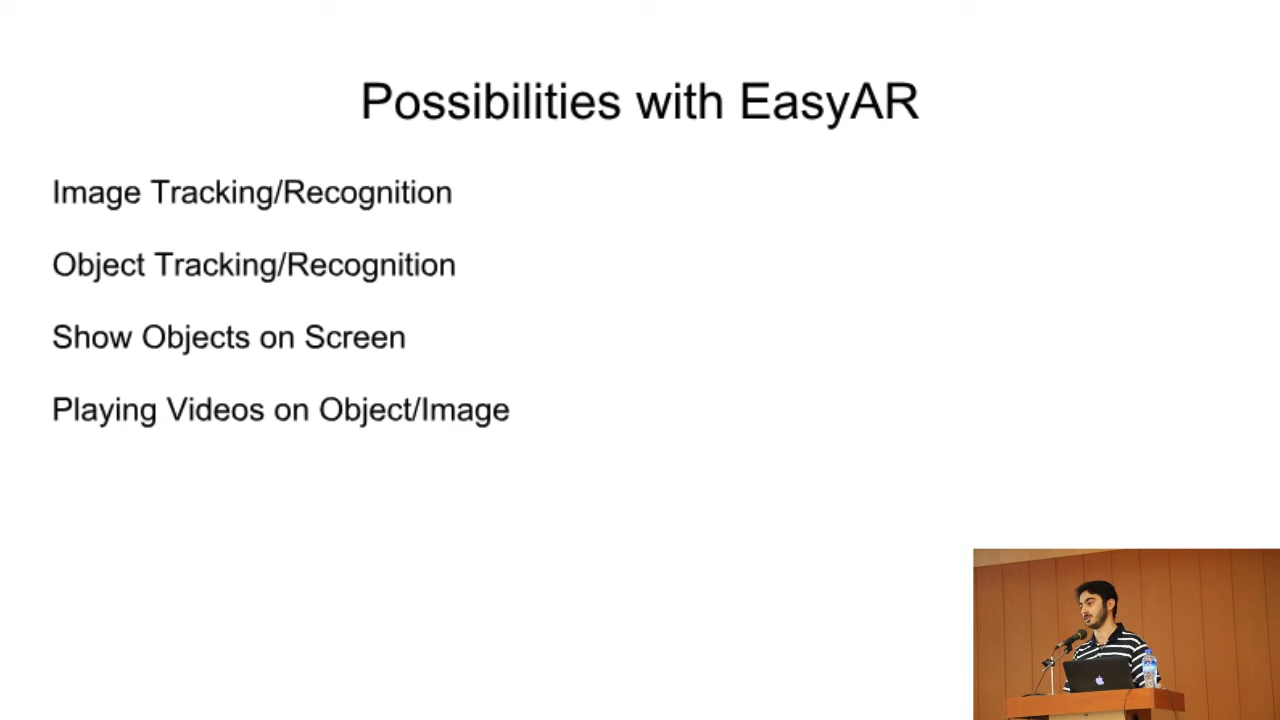 Possibilities with EasyAR
Image Tracking/Recognition
Object Tracking/Recognition
Show Objects on Screen
Playing Videos on Object/Image